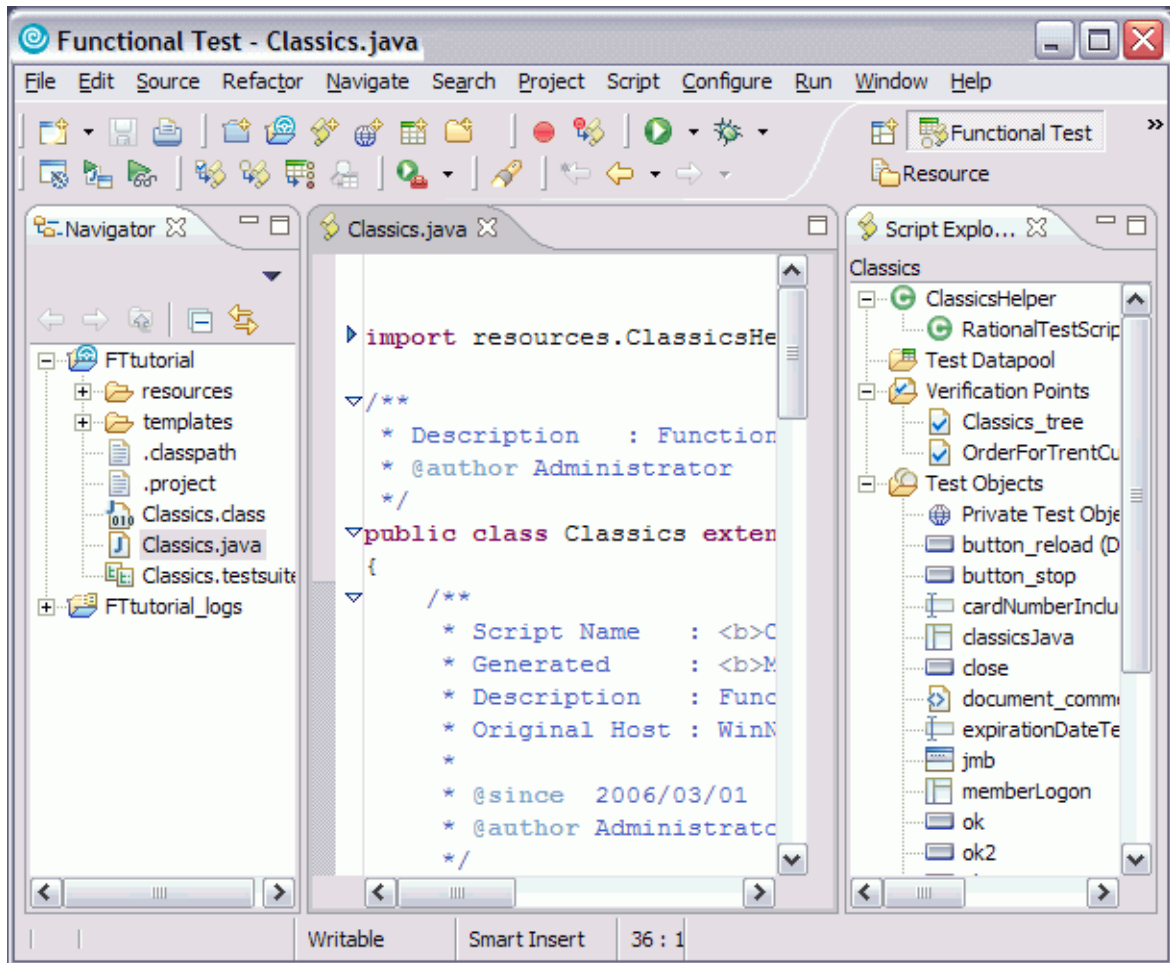 Functional Test - Classics.java
File Edit Source Refactor Navigate Search Project Script Configure Run Window Help
Functional Test
»
Resource
Navigator
FTtutorial
resources
templates
.classpath
.project
Classics.class
Classics.java
Classics.testsuite
FTtutorial_logs
Classics.java
import resources.ClassicsHe
/**
* Description : Function
* @author Administrator
*/
public class Classics exten
{
/**
* Script Name : <b>C
* Generated : <b>M
* Description : Func
* Original Host : WinN
*
* @since 2006/03/01
* @author Administrato
*/
Script Explo...
Classics
ClassicsHelper
RationalTestScrip
Test Datapool
Verification Points
Classics_tree
OrderForTrentCu
Test Objects
Private Test Obje
button_reload (D
button_stop
cardNumberInclu
classicsJava
close
document_comm
expirationDateTe
jmb
memberLogon
ok
ok2
Writable Smart Insert 36 : 1